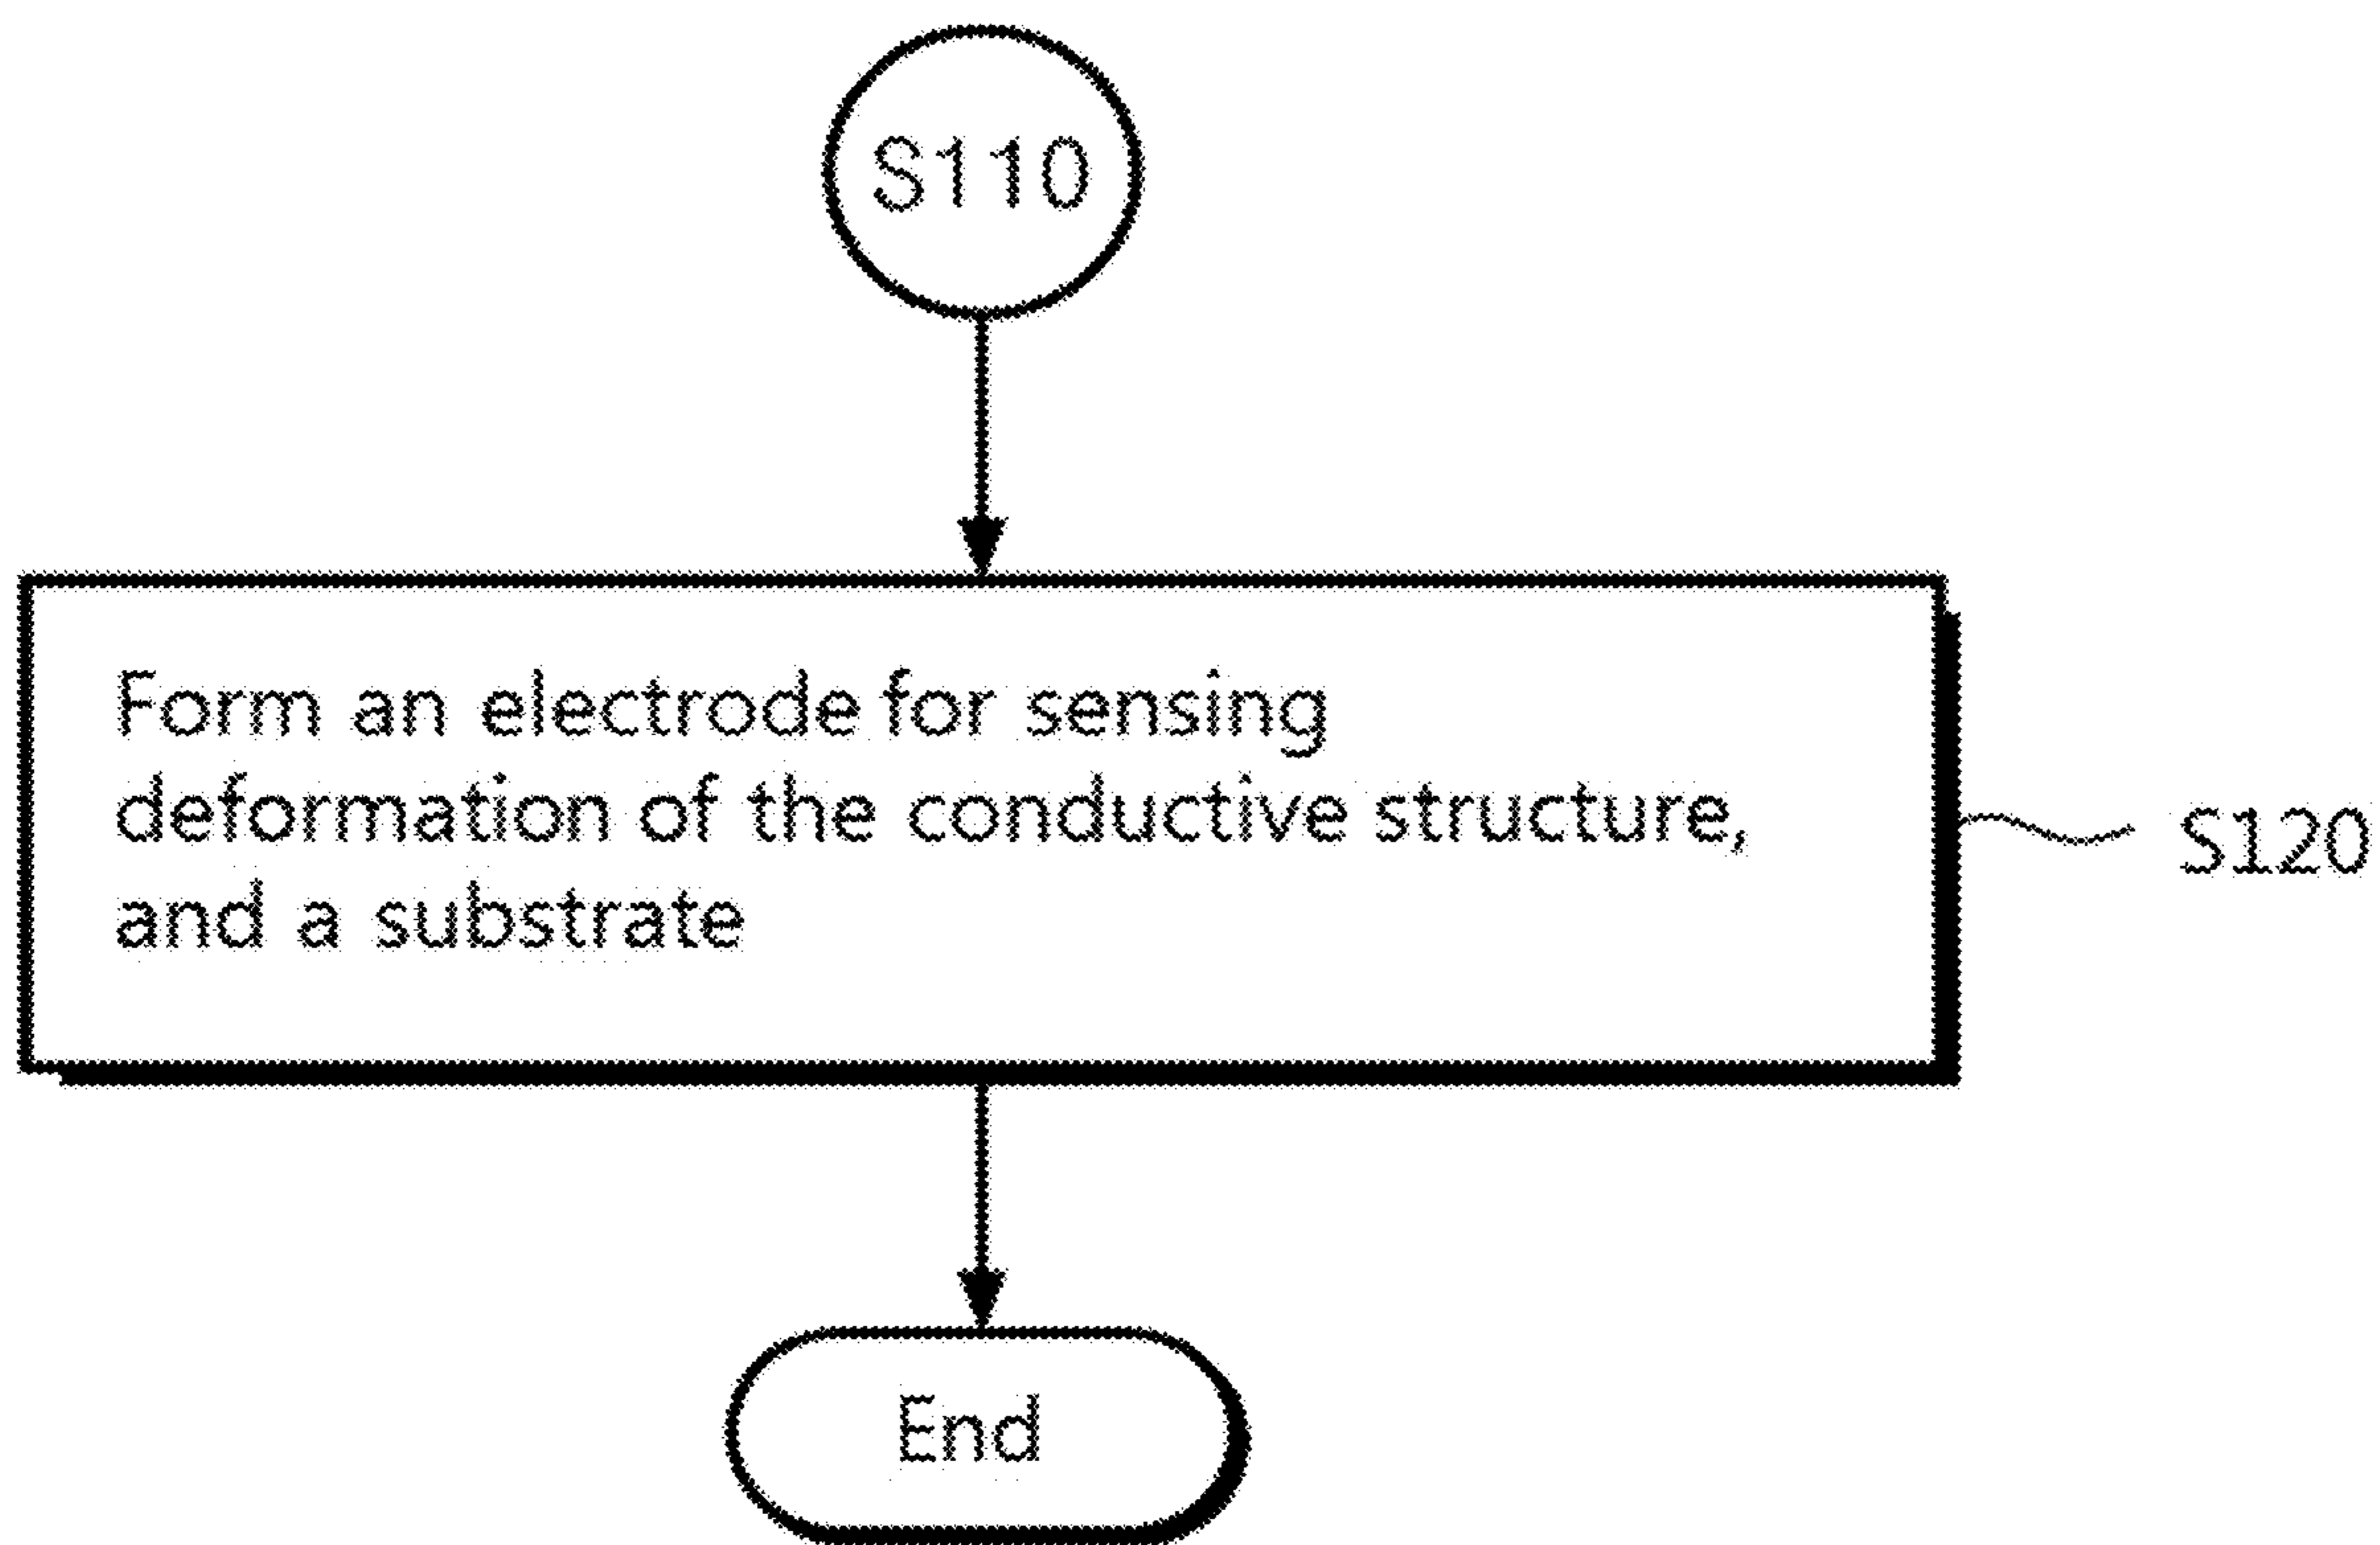 S110
Form an electrode for sensing
deformation of the conductive structure,
and a substrate
S120
End